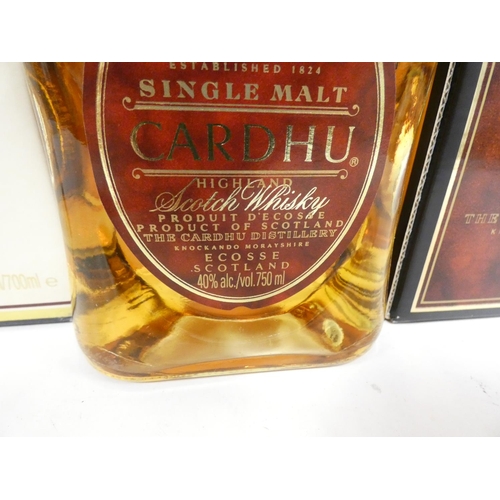 ESTABLISHED 1824
SINGLE MALT
CARDHU®
HIGHLAND
Scotch Whisky
PRODUIT D'ECOSSE
PRODUCT OF SCOTLAND
THE CARDHU DISTILLERY
KNOCKANDO MORAYSHIRE
ECOSSE
SCOTLAND
40% alc./vol.750 ml
/700ml e
THE
K N